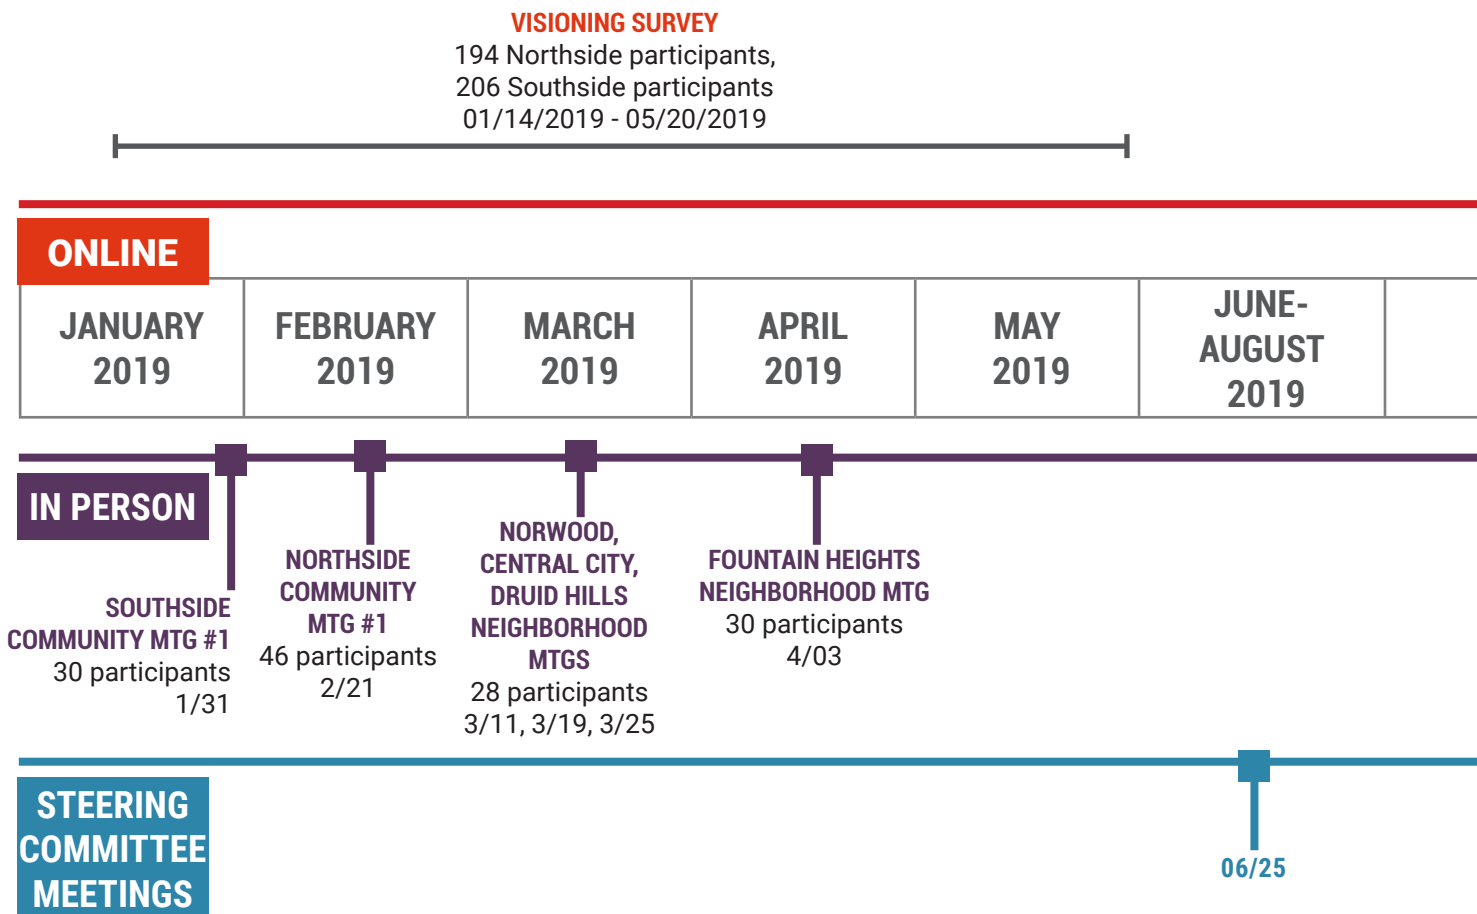 VISIONING SURVEY
194 Northside participants,
206 Southside participants
01/14/2019 - 05/20/2019
ONLINE
JANUARY
2019
FEBRUARY
2019
MARCH
2019
APRIL
2019
MAY
2019
JUNE-
AUGUST
2019
IN PERSON
SOUTHSIDE
COMMUNITY MTG #1
30 participants
1/31
NORTHSIDE
COMMUNITY
MTG #1
46 participants
2/21
NORWOOD,
CENTRAL CITY,
DRUID HILLS
NEIGHBORHOOD
MTGS
28 participants
3/11, 3/19, 3/25
FOUNTAIN HEIGHTS
NEIGHBORHOOD MTG
30 participants
4/03
STEERING
COMMITTEE
MEETINGS
06/25